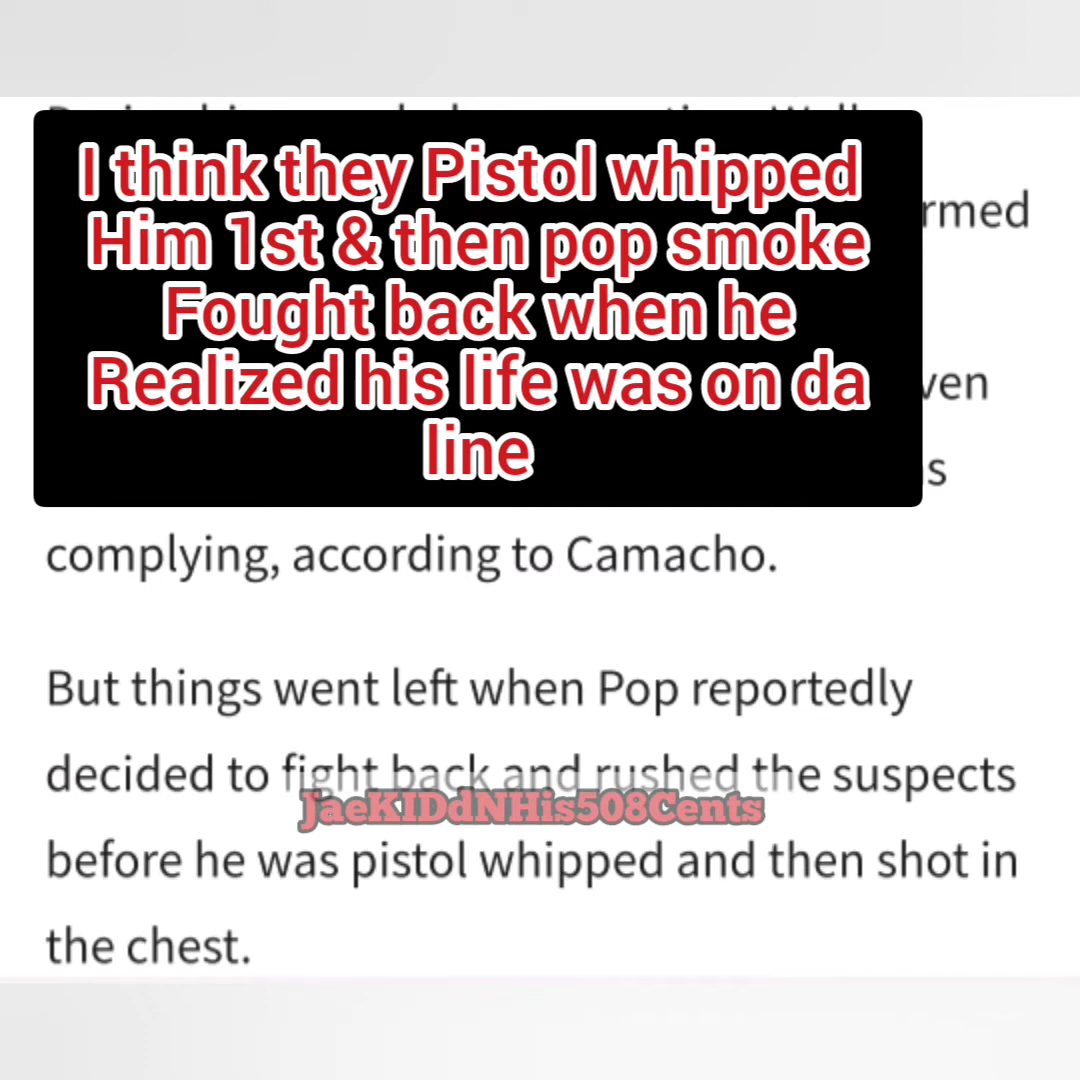 I think they Pistol whipped
Him 1st & then pop smoke
Fought back when he
Realized his life was on da
line
complying, according to Camacho.
But things went left when Pop reportedly
decided to fight back and rushed the suspects
JaeKIDdNHis508Cents
before he was pistol whipped and then shot in
the chest.